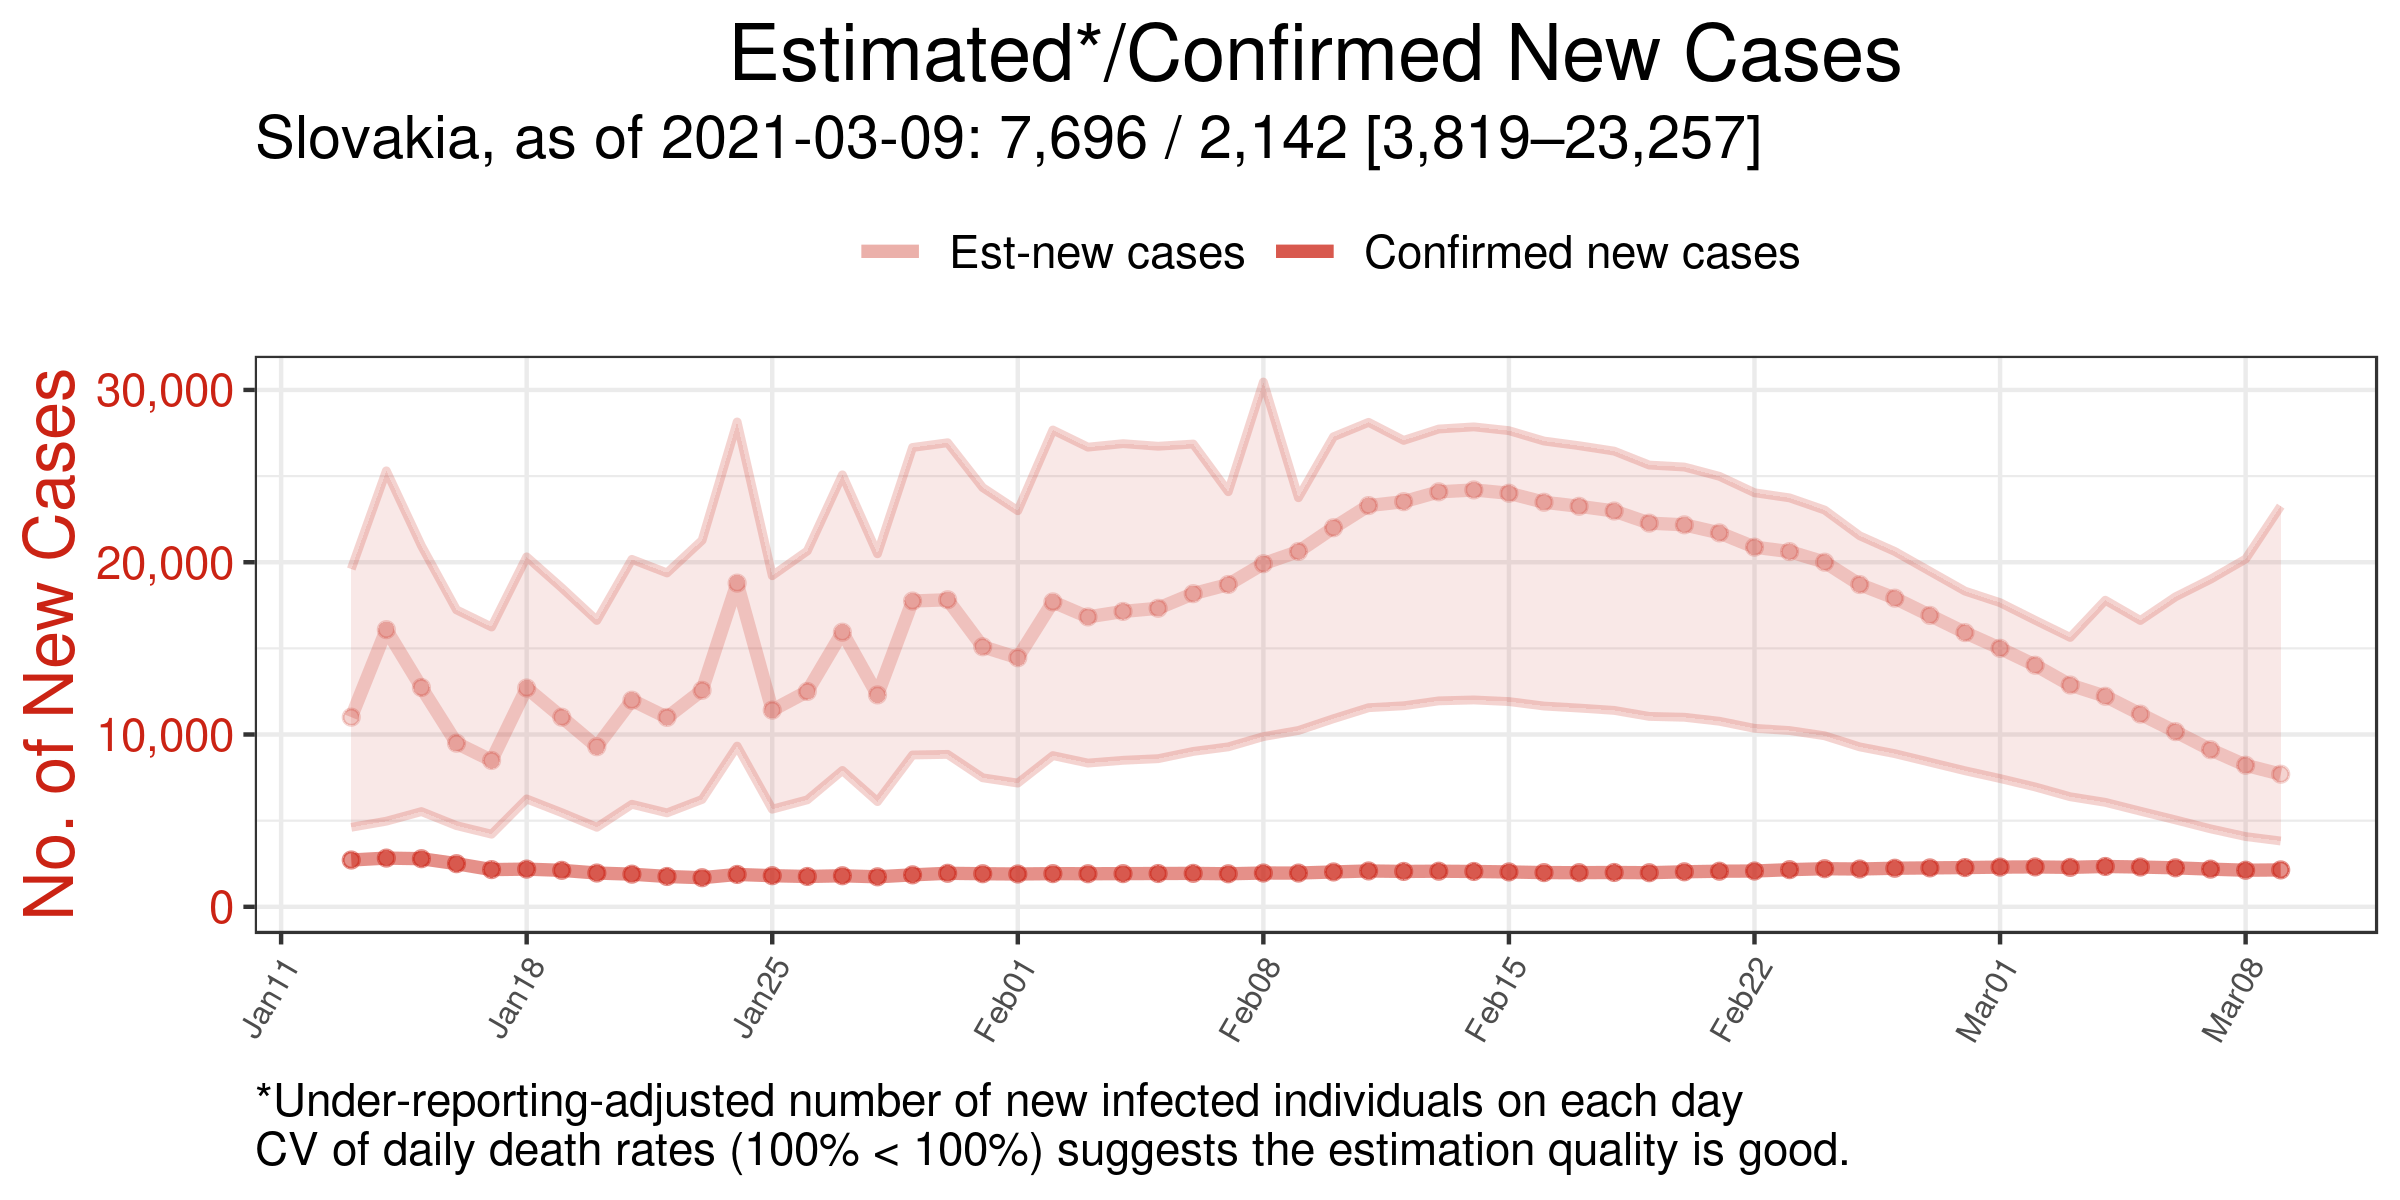 Estimated*/Confirmed New Cases
Slovakia, as of 2021-03-09: 7,696 / 2,142 [3,819–23,257]
Est-new cases Confirmed new cases
No. of New Cases
30,000
20,000
10,000
0
Jan11 Jan18 Jan25 Feb01 Feb08 Feb15 Feb22 Mar01 Mar08
*Under-reporting-adjusted number of new infected individuals on each day
CV of daily death rates (100% < 100%) suggests the estimation quality is good.